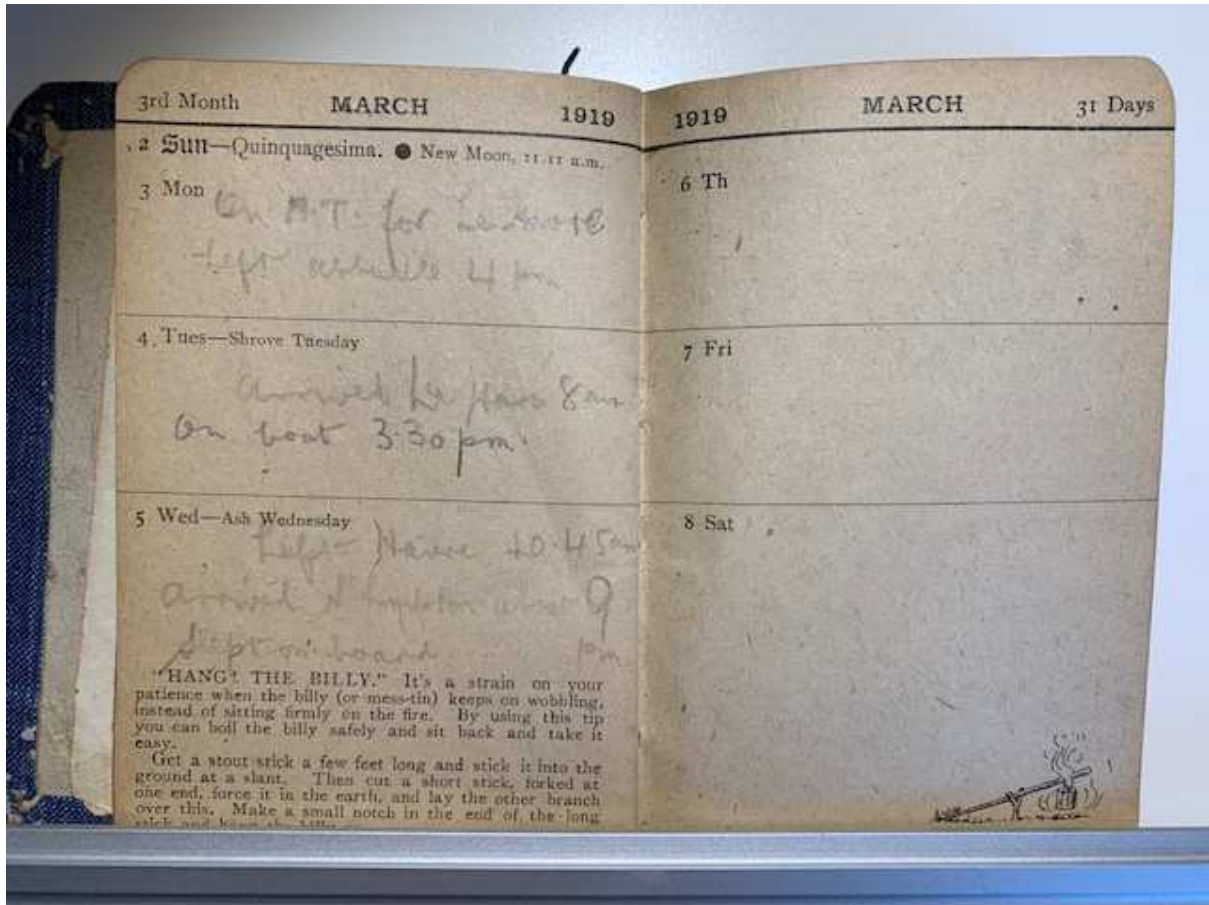 3rd Month MARCH 1919
2 Sun—Quinquagesima. ● New Moon, 11.11 a.m.
3 Mon
On A.T. for Le Havre
Left 4 pm
4 Tues—Shrove Tuesday
arrived Le Havre 8 am
On boat 3.30 pm.
5 Wed—Ash Wednesday
Left Havre 10.45 am
arrived about 9
pm
Slept on board
"HANG THE BILLY." It's a strain on your
patience when the billy (or mess-tin) keeps on wobbling,
instead of sitting firmly on the fire. By using this tip
you can boil the billy safely and sit back and take it
easy.
Get a stout stick a few feet long and stick it into the
ground at a slant. Then cut a short stick, forked at
one end, force it in the earth, and lay the other branch
over this. Make a small notch in the end of the long
1919 MARCH 31 Days
6 Th
7 Fri
8 Sat